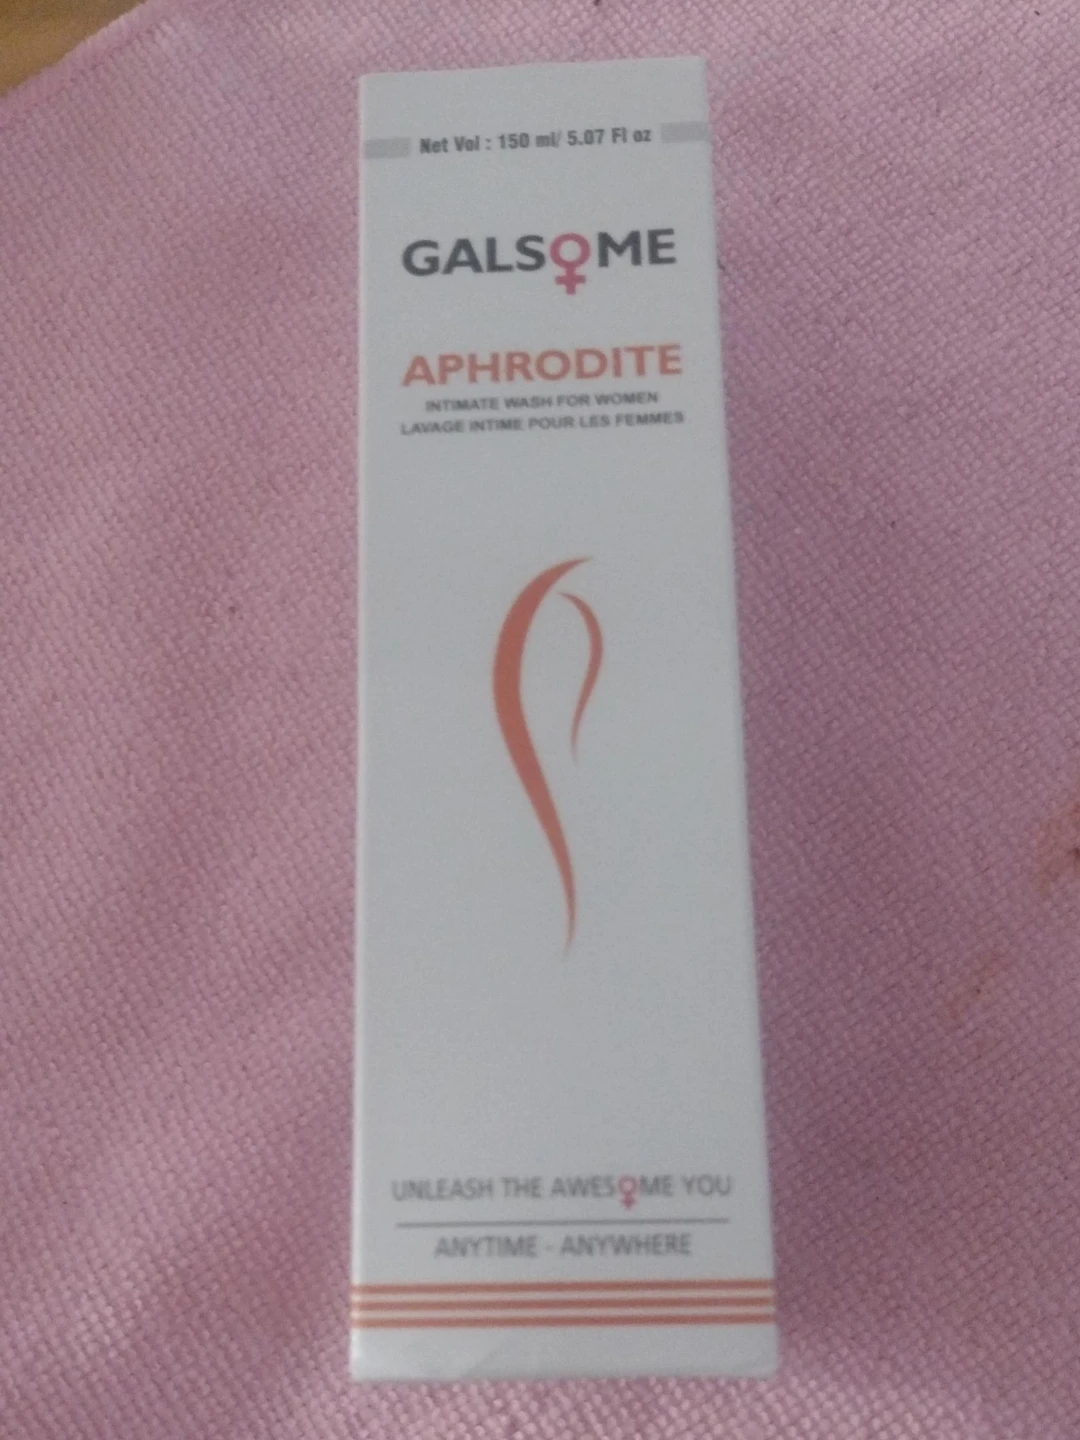 Net Vol : 150 ml/ 5.07 Fl oz
GALSOME
APHRODITE
INTIMATE WASH FOR WOMEN
LAVAGE INTIME POUR LES FEMMES
UNLEASH THE AWESOME YOU
ANYTIME - ANYWHERE